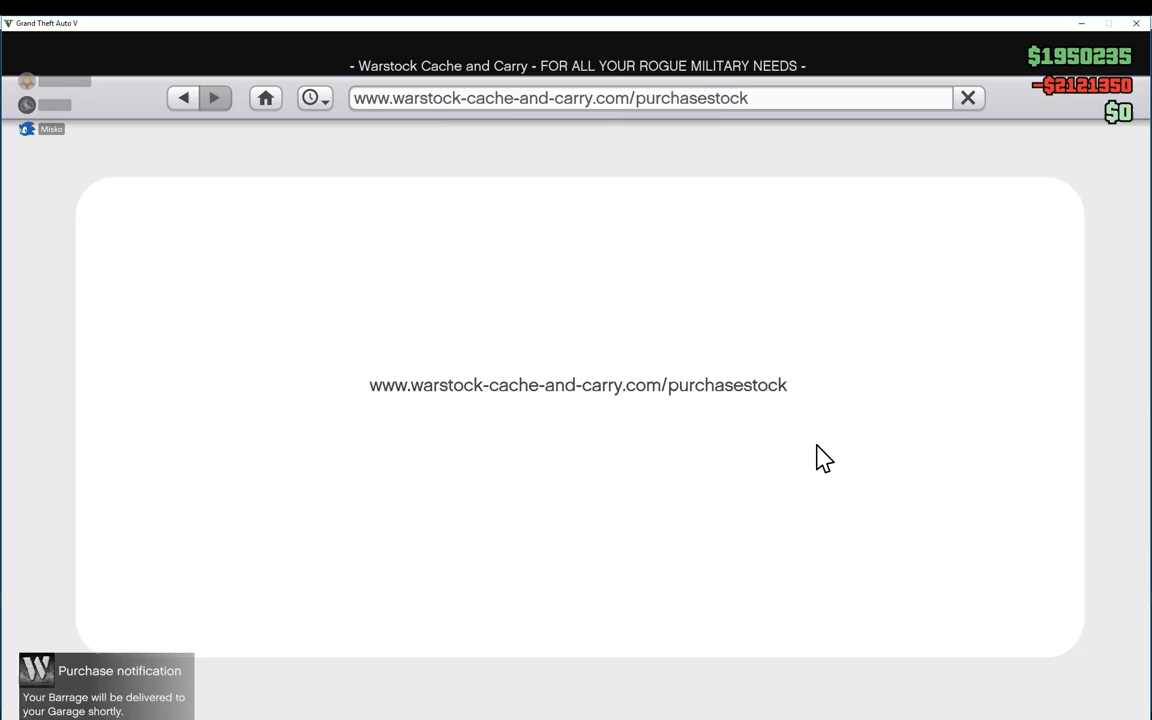 Grand Theft Auto V
- Warstock Cache and Carry - FOR ALL YOUR ROGUE MILITARY NEEDS -
$1950235
-$2121350
$0
www.warstock-cache-and-carry.com/purchasestock
Misko
www.warstock-cache-and-carry.com/purchasestock
W
Purchase notification
Your Barrage will be delivered to
your Garage shortly.